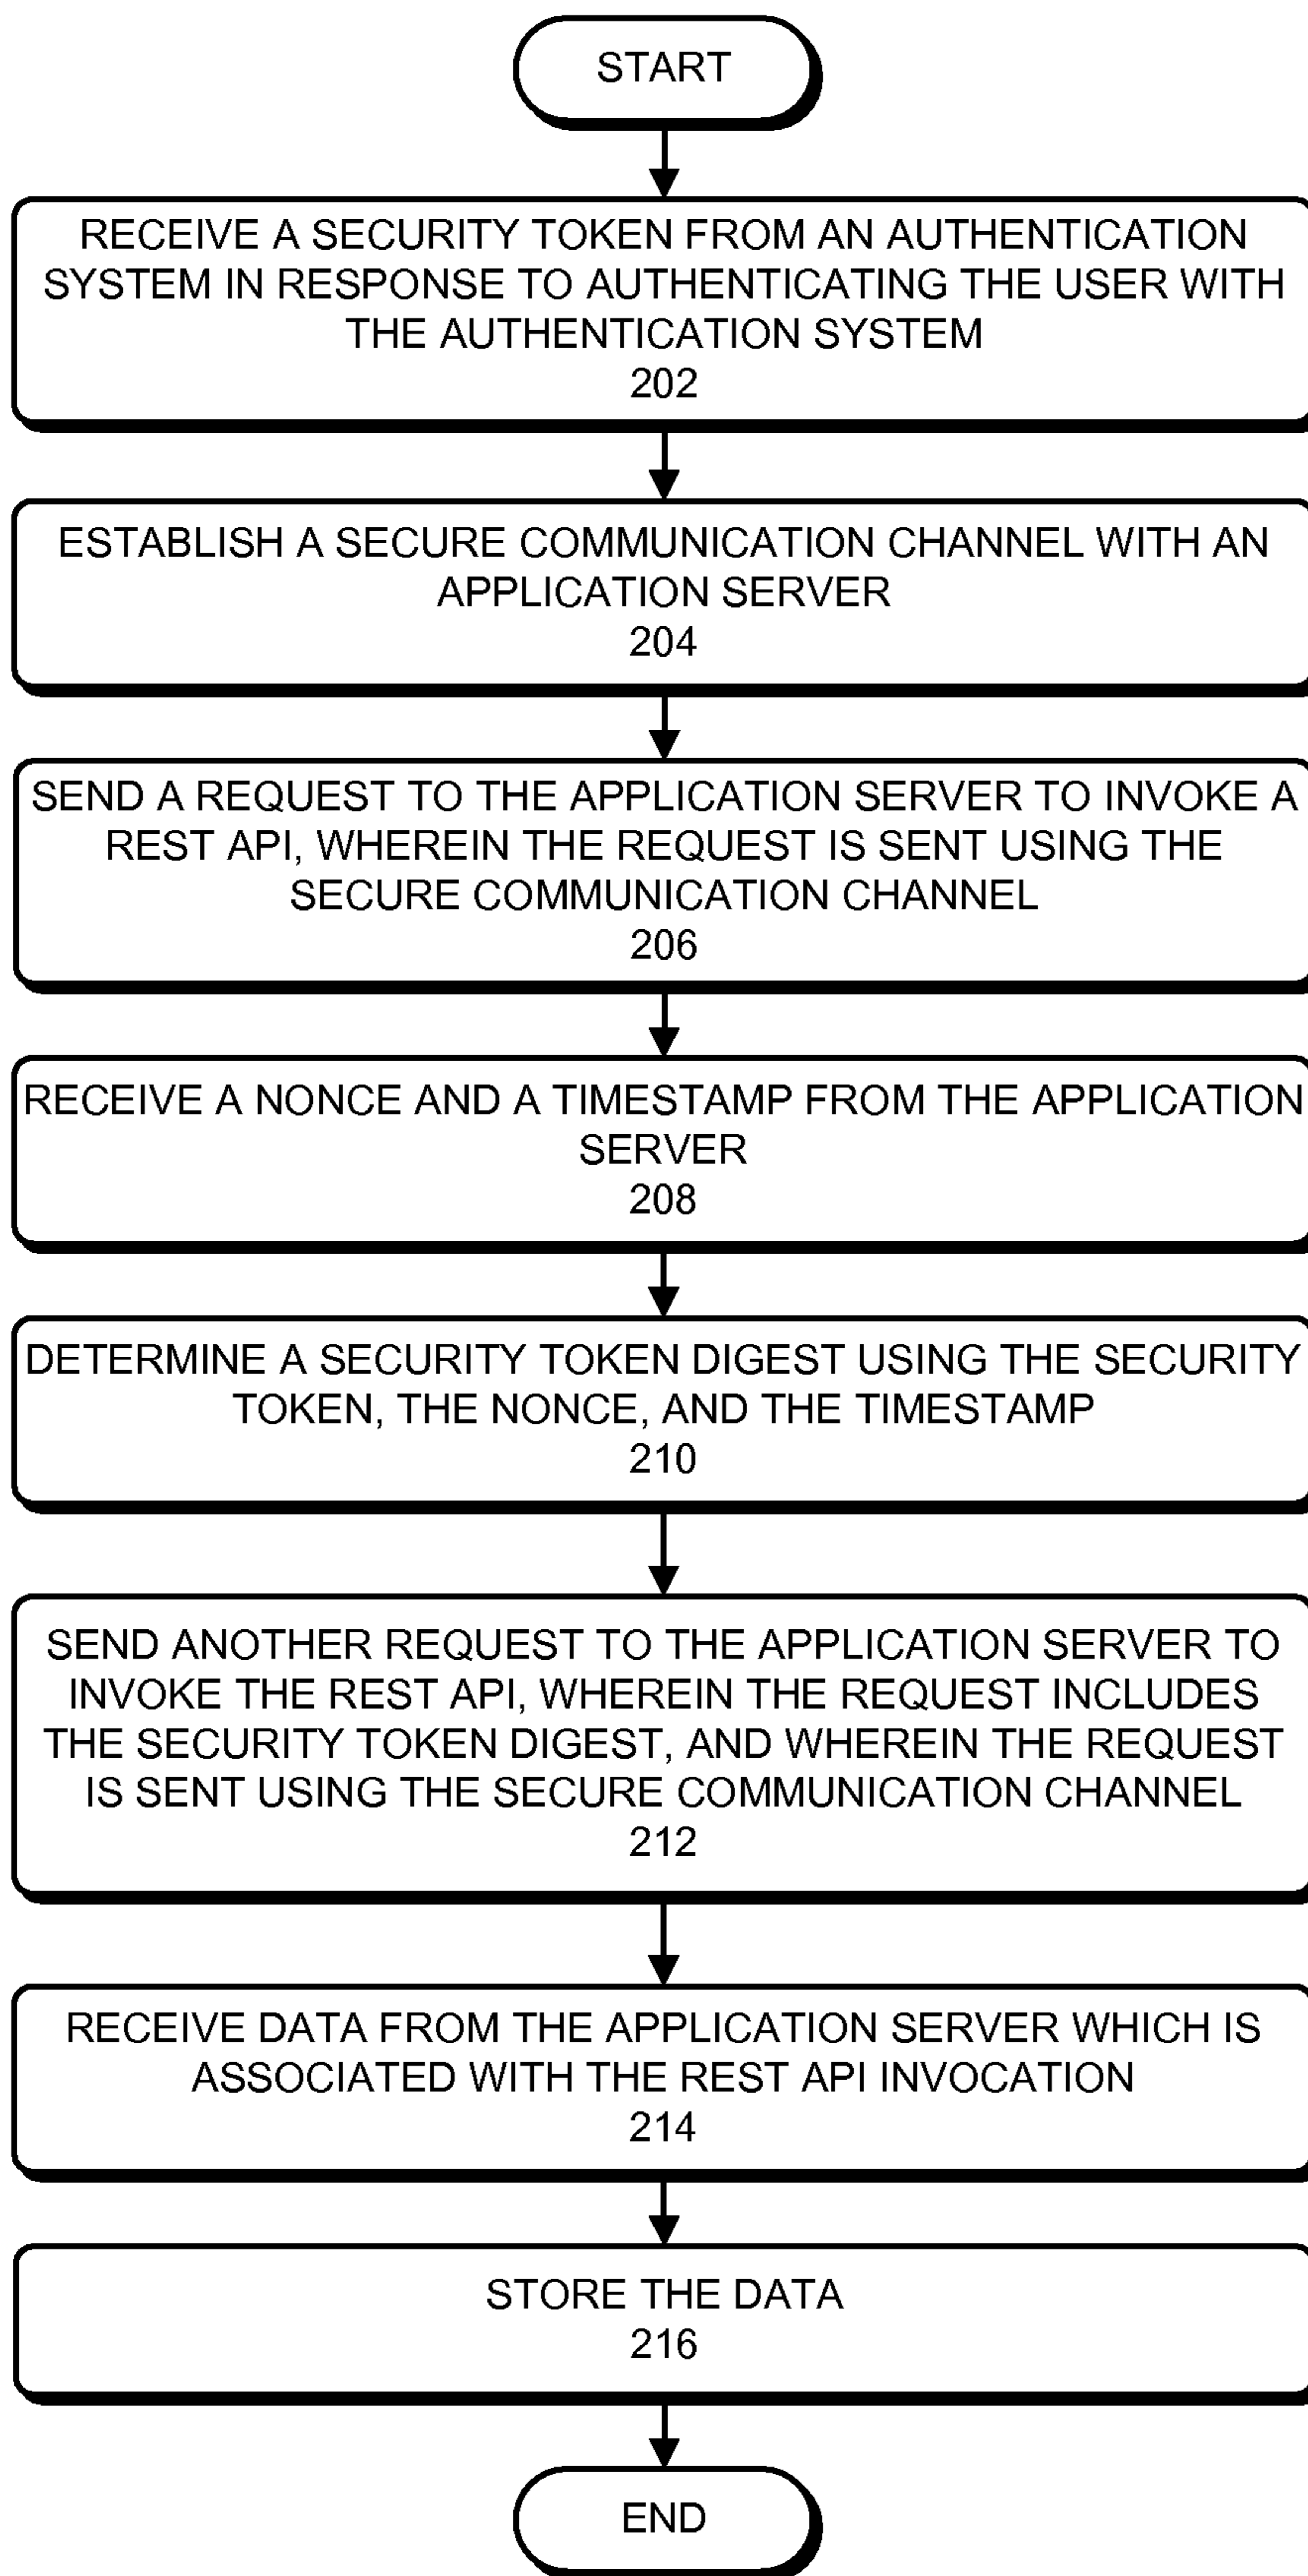 START
RECEIVE A SECURITY TOKEN FROM AN AUTHENTICATION
SYSTEM IN RESPONSE TO AUTHENTICATING THE USER WITH
THE AUTHENTICATION SYSTEM
202
ESTABLISH A SECURE COMMUNICATION CHANNEL WITH AN
APPLICATION SERVER
204
SEND A REQUEST TO THE APPLICATION SERVER TO INVOKE A
REST API, WHEREIN THE REQUEST IS SENT USING THE
SECURE COMMUNICATION CHANNEL
206
RECEIVE A NONCE AND A TIMESTAMP FROM THE APPLICATION
SERVER
208
DETERMINE A SECURITY TOKEN DIGEST USING THE SECURITY
TOKEN, THE NONCE, AND THE TIMESTAMP
210
SEND ANOTHER REQUEST TO THE APPLICATION SERVER TO
INVOKE THE REST API, WHEREIN THE REQUEST INCLUDES
THE SECURITY TOKEN DIGEST, AND WHEREIN THE REQUEST
IS SENT USING THE SECURE COMMUNICATION CHANNEL
212
RECEIVE DATA FROM THE APPLICATION SERVER WHICH IS
ASSOCIATED WITH THE REST API INVOCATION
214
STORE THE DATA
216
END